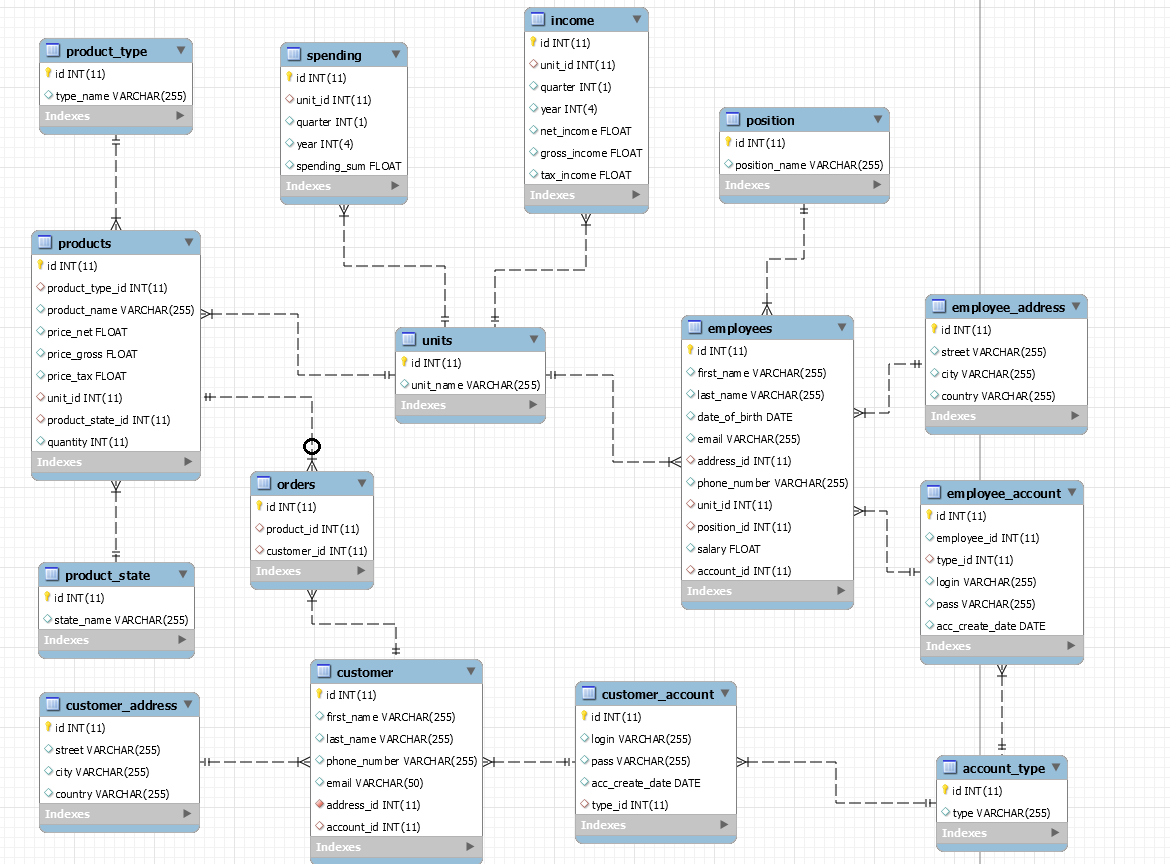 product_type
id INT(11)
type_name VARCHAR(255)
Indexes
spending
id INT(11)
unit_id INT(11)
quarter INT(1)
year INT(4)
spending_sum FLOAT
Indexes
income
id INT(11)
unit_id INT(11)
quarter INT(1)
year INT(4)
net_income FLOAT
gross_income FLOAT
tax_income FLOAT
Indexes
position
id INT(11)
position_name VARCHAR(255)
Indexes
products
id INT(11)
product_type_id INT(11)
product_name VARCHAR(255)
price_net FLOAT
price_gross FLOAT
price_tax FLOAT
unit_id INT(11)
product_state_id INT(11)
quantity INT(11)
Indexes
units
id INT(11)
unit_name VARCHAR(255)
Indexes
employees
id INT(11)
first_name VARCHAR(255)
last_name VARCHAR(255)
date_of_birth DATE
email VARCHAR(255)
address_id INT(11)
phone_number VARCHAR(255)
unit_id INT(11)
position_id INT(11)
salary FLOAT
account_id INT(11)
Indexes
employee_address
id INT(11)
street VARCHAR(255)
city VARCHAR(255)
country VARCHAR(255)
Indexes
orders
id INT(11)
product_id INT(11)
customer_id INT(11)
Indexes
employee_account
id INT(11)
employee_id INT(11)
type_id INT(11)
login VARCHAR(255)
pass VARCHAR(255)
acc_create_date DATE
Indexes
product_state
id INT(11)
state_name VARCHAR(255)
Indexes
customer_address
id INT(11)
street VARCHAR(255)
city VARCHAR(255)
country VARCHAR(255)
Indexes
customer
id INT(11)
first_name VARCHAR(255)
last_name VARCHAR(255)
phone_number VARCHAR(255)
email VARCHAR(50)
address_id INT(11)
account_id INT(11)
Indexes
customer_account
id INT(11)
login VARCHAR(255)
pass VARCHAR(255)
acc_create_date DATE
type_id INT(11)
Indexes
account_type
id INT(11)
type VARCHAR(255)
Indexes